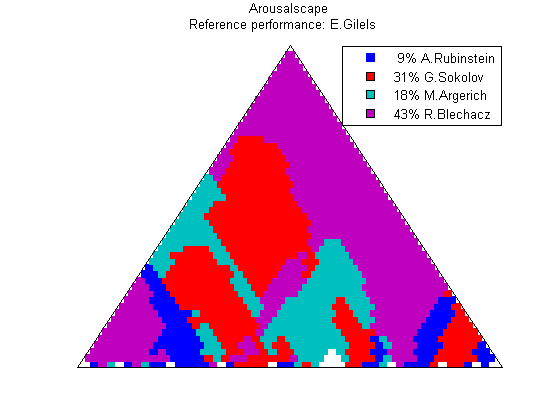 Arousalscape
Reference performance: E.Gilels
9% A.Rubinstein
31% G.Sokolov
18% M.Argerich
43% R.Blechacz